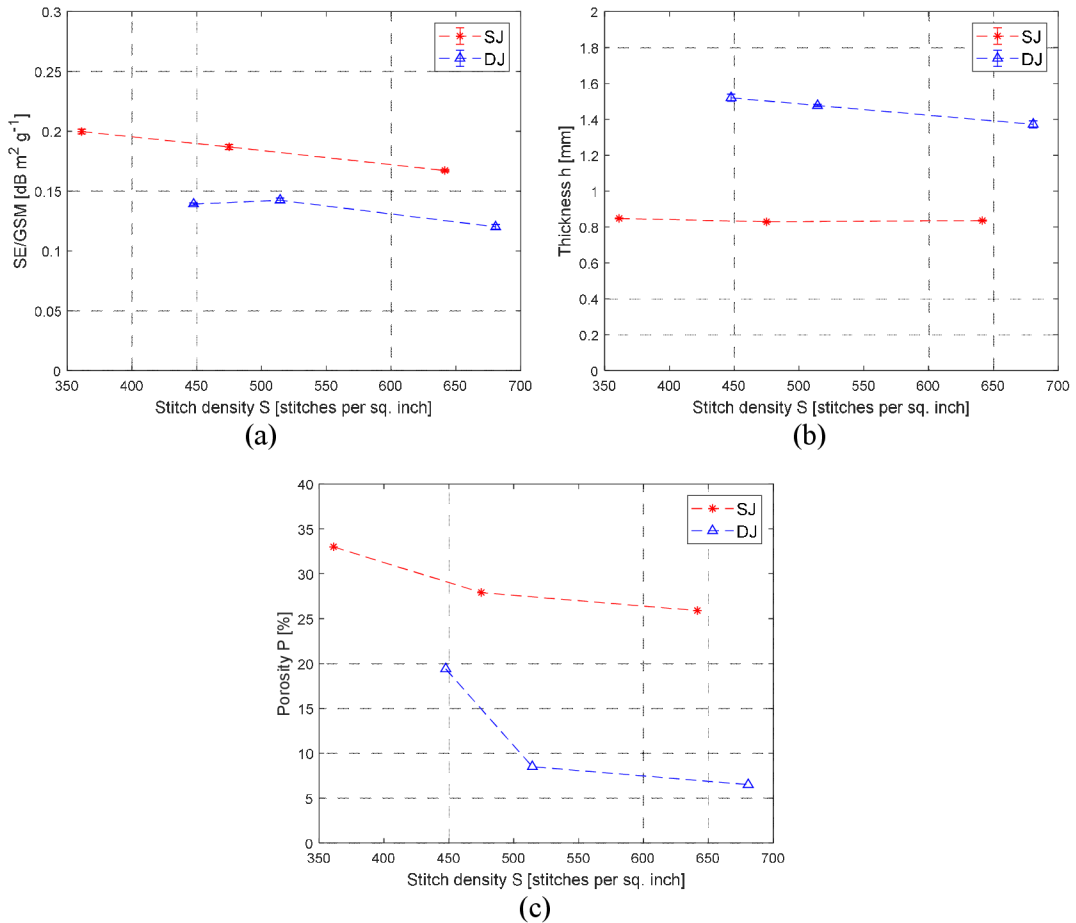 0.3
0.25
0.2
0.15
0.1
0.05
0
SE/GSM [dB m² g⁻¹]
350 400 450 500 550 600 650 700
Stitch density S [stitches per sq. inch]
SJ
DJ
(a)
2
1.8
1.6
1.4
1.2
1
0.8
0.6
0.4
0.2
0
Thickness h [mm]
350 400 450 500 550 600 650 700
Stitch density S [stitches per sq. inch]
SJ
DJ
(b)
40
35
30
25
20
15
10
5
0
Porosity P [%]
350 400 450 500 550 600 650 700
Stitch density S [stitches per sq. inch]
SJ
DJ
(c)